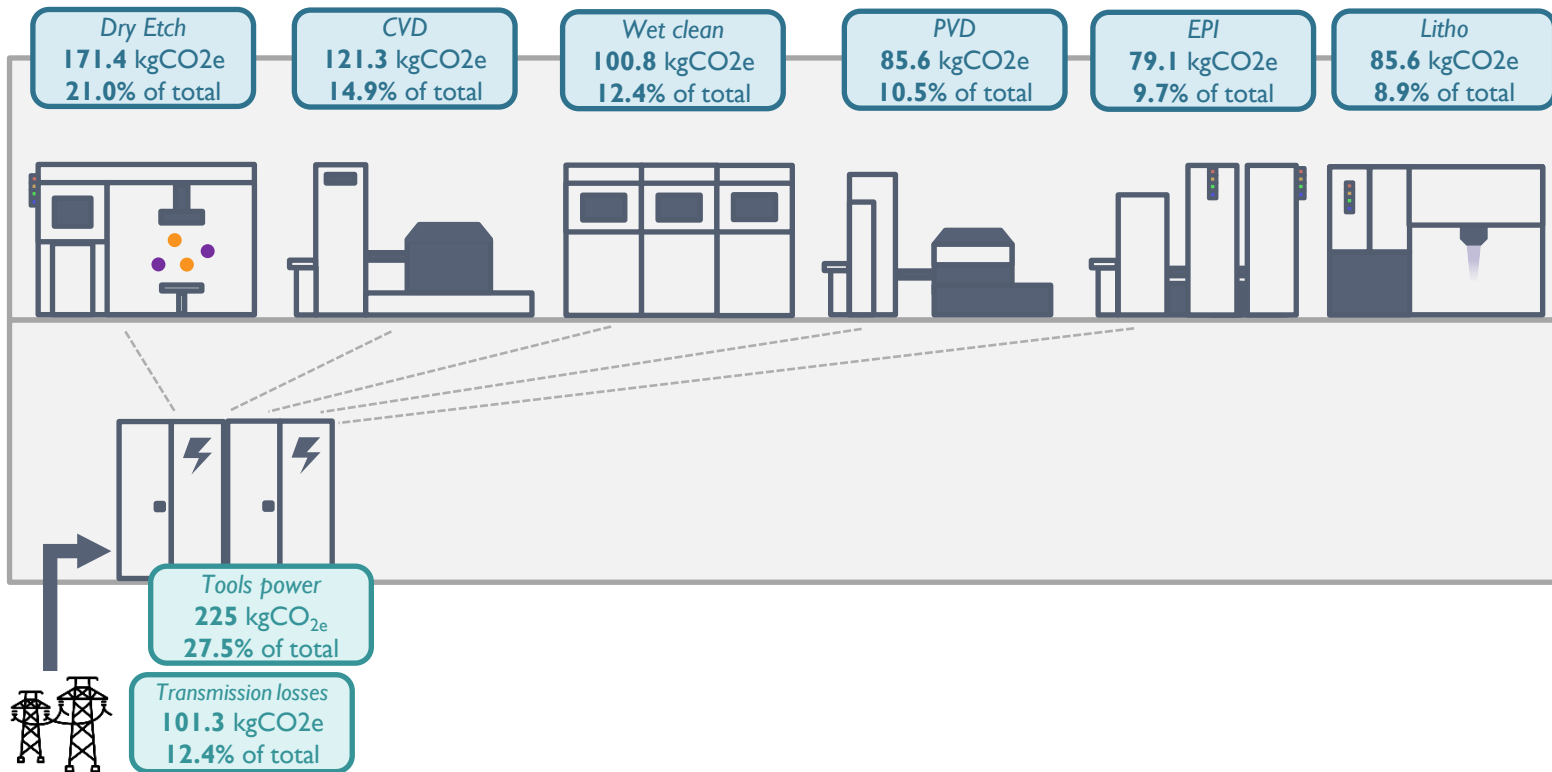 Dry Etch
171.4 kgCO2e
21.0% of total
CVD
121.3 kgCO2e
14.9% of total
Wet clean
100.8 kgCO2e
12.4% of total
PVD
85.6 kgCO2e
10.5% of total
EPI
79.1 kgCO2e
9.7% of total
Litho
85.6 kgCO2e
8.9% of total
Tools power
225 kgCO2e
27.5% of total
Transmission losses
101.3 kgCO2e
12.4% of total